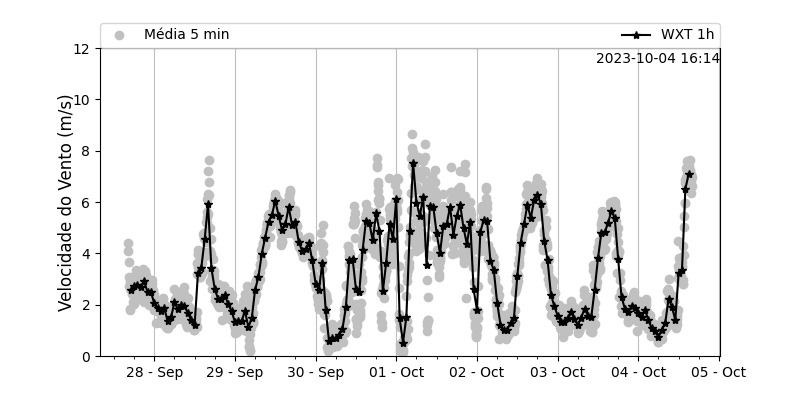 Média 5 min
WXT 1h
2023-10-04 16:14
Velocidade do Vento (m/s)
12
10
8
6
4
2
0
28 - Sep
29 - Sep
30 - Sep
01 - Oct
02 - Oct
03 - Oct
04 - Oct
05 - Oct